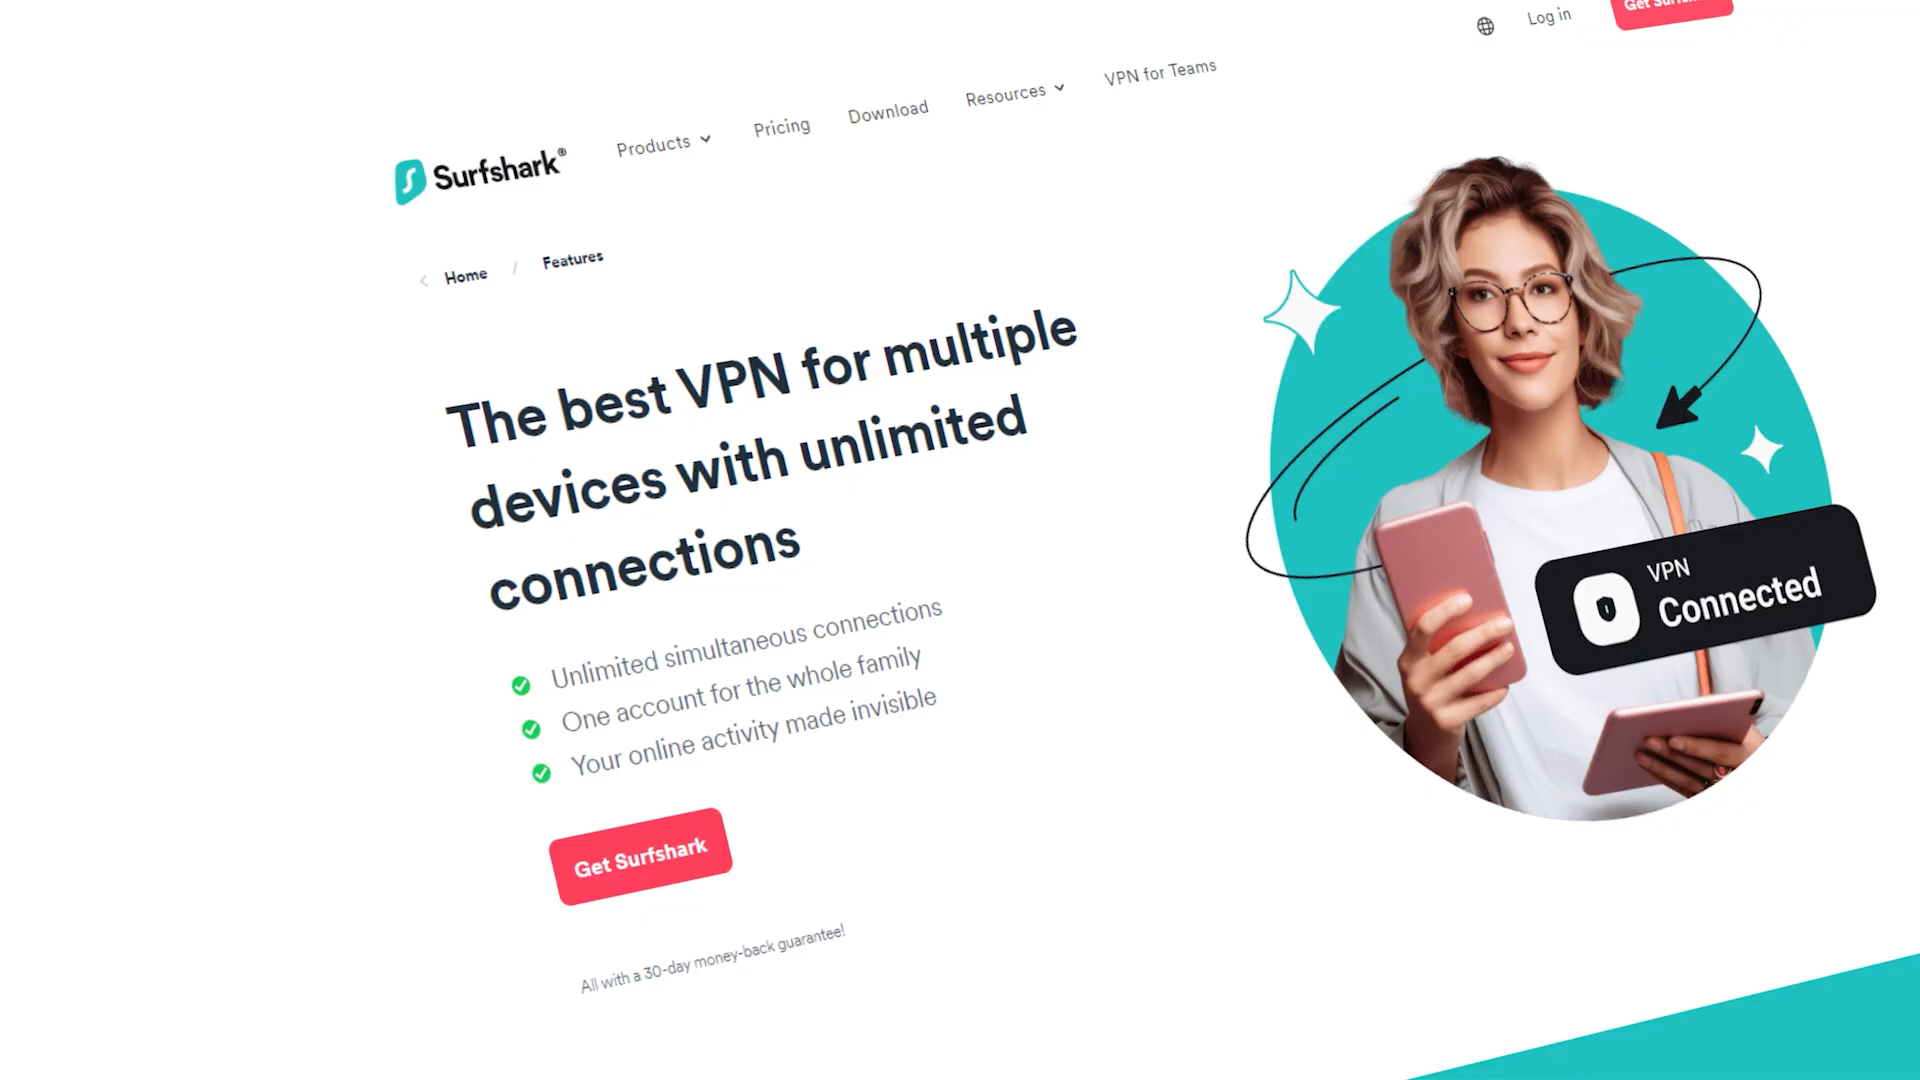 Log in
Get Surfshark
Products
Pricing
Download
Resources
VPN for Teams
Surfshark®
Home / Features
The best VPN for multiple
devices with unlimited
connections
Unlimited simultaneous connections
One account for the whole family
Your online activity made invisible
Get Surfshark
All with a 30-day money-back guarantee!
VPN
Connected